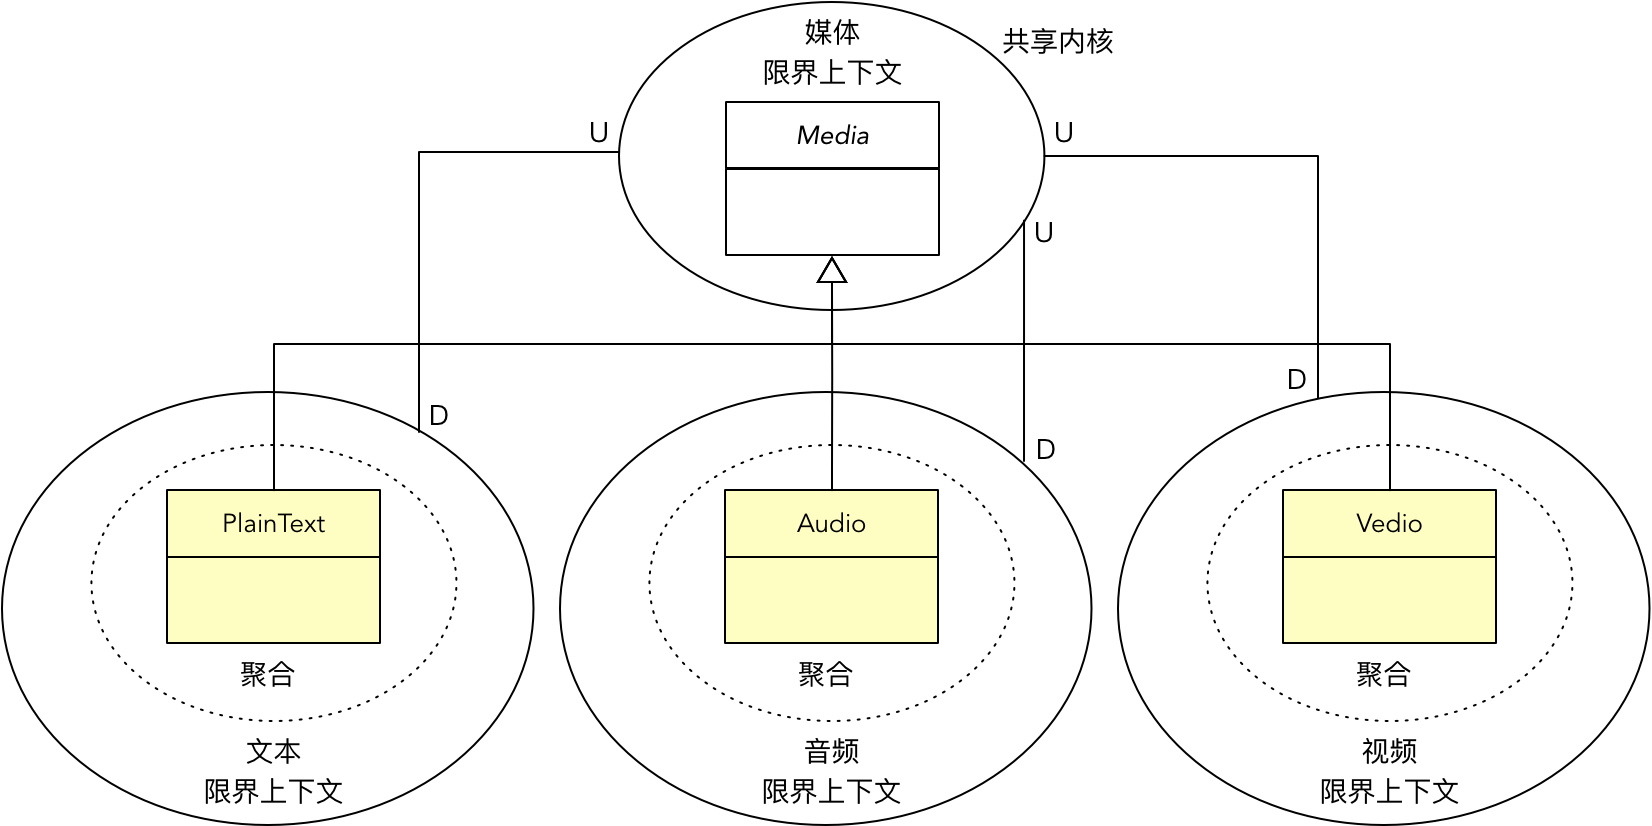 媒体
限界上下文
共享内核
Media
U
U
U
D
D
D
PlainText
Audio
Vedio
聚合
聚合
聚合
文本
限界上下文
音频
限界上下文
视频
限界上下文